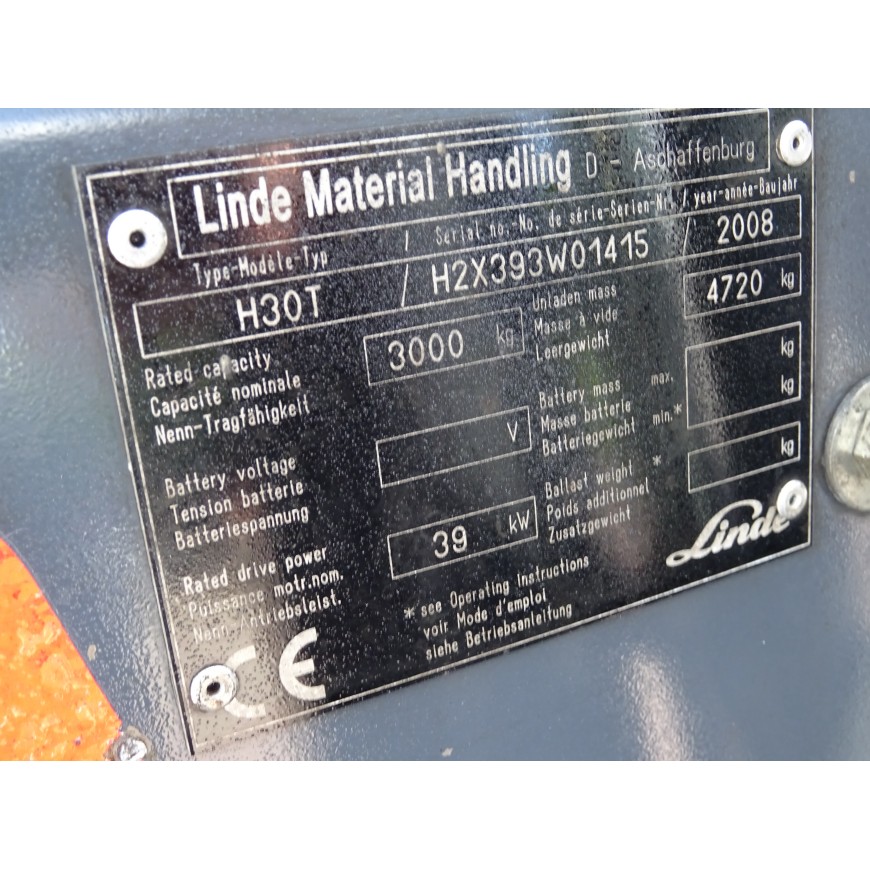 Linde Material Handling D - Aschaffenburg
Type-Modèle-Typ / Serial no.-No. de série-Serien-Nr. / year-année-Baujahr
H30T / H2X393W01415 / 2008
Rated capacity
Capacité nominale
Nenn-Tragfähigkeit
3000 kg
Unladen mass
Masse à vide
Leergewicht
4720 kg
Battery voltage
Tension batterie
Batteriespannung
V
Battery mass max. kg
Masse batterie
Batteriegewicht min.* kg
Rated drive power
Puissance motr.nom.
Nenn-Antriebsleist.
39 kW
Ballast weight *
Poids additionnel
Zusatzgewicht
kg
* see Operating instructions
voir Mode d'emploi
siehe Betriebsanleitung
CE
Linde